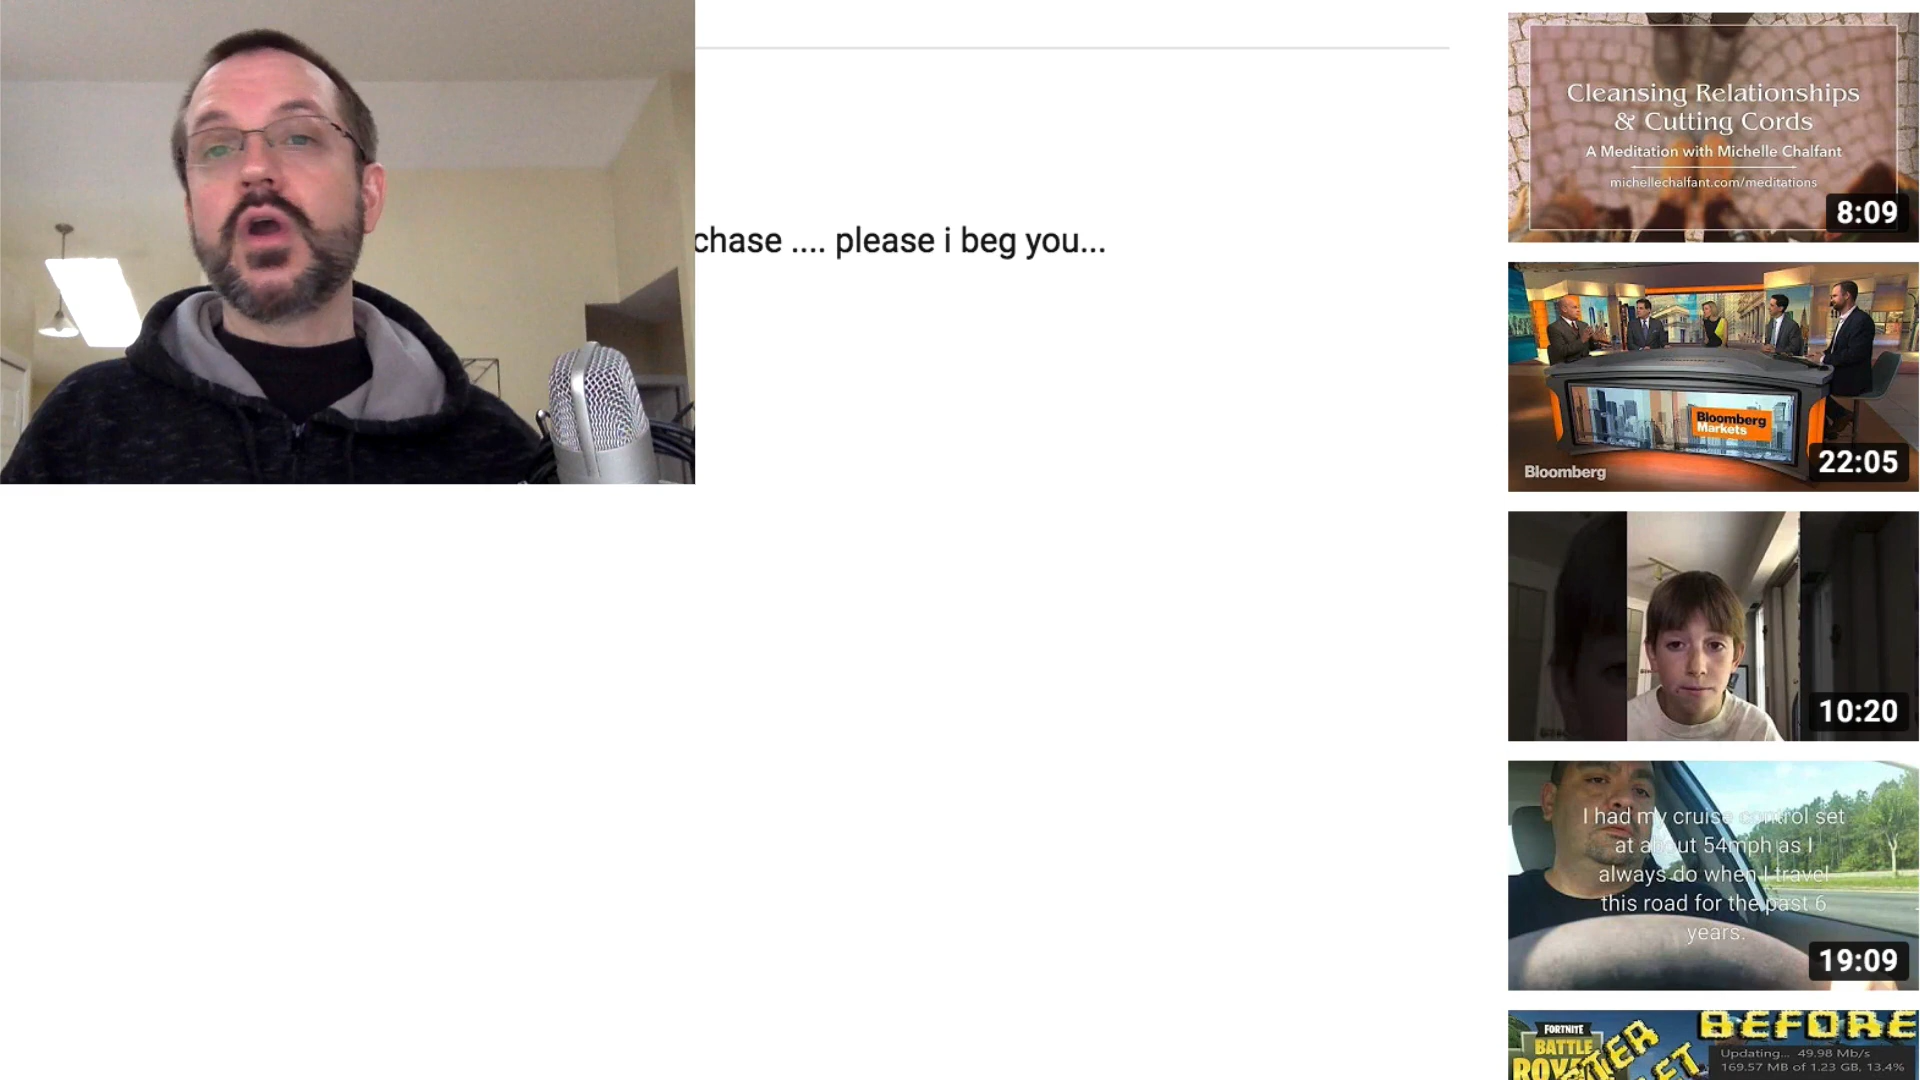 chase .... please i beg you...
Cleansing Relationships
& Cutting Cords
A Meditation with Michelle Chalfant
michellechalfant.com/meditations
8:09
Bloomberg
Markets
Bloomberg
22:05
10:20
I had my cruise control set
at about 54mph as I
always do when I travel
this road for the past 6
years.
19:09
FORTNITE
BATTLE
BEFORE
Updating... 49.98 Mb/s
169.57 MB of 1.23 GB, 13.4%